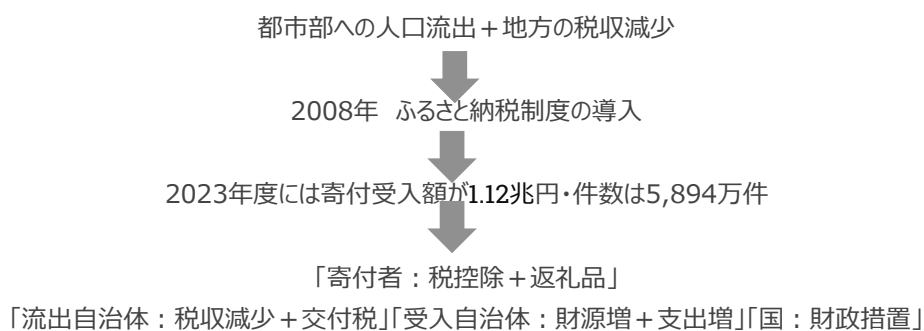 都市部への人口流出＋地方の税収減少
2008年 ふるさと納税制度の導入
2023年度には寄付受入額が1.12兆円・件数は5,894万件
「寄付者：税控除＋返礼品」
「流出自治体：税収減少＋交付税」「受入自治体：財源増＋支出増」「国：財政措置」